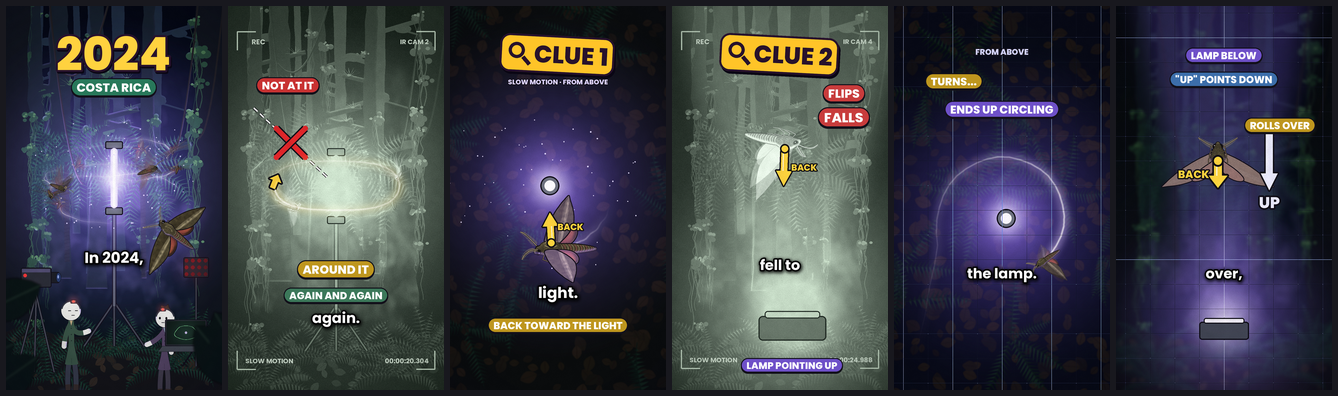 2024
COSTA RICA
In 2024,
REC
IR CAM 2
NOT AT IT
AROUND IT
AGAIN AND AGAIN
again.
SLOW MOTION
00:00:20.304
CLUE 1
SLOW MOTION · FROM ABOVE
BACK
light.
BACK TOWARD THE LIGHT
REC
IR CAM 4
CLUE 2
FLIPS
FALLS
BACK
fell to
SLOW MOTION
LAMP POINTING UP
FROM ABOVE
TURNS...
ENDS UP CIRCLING
the lamp.
LAMP BELOW
"UP" POINTS DOWN
ROLLS OVER
BACK
UP
over,